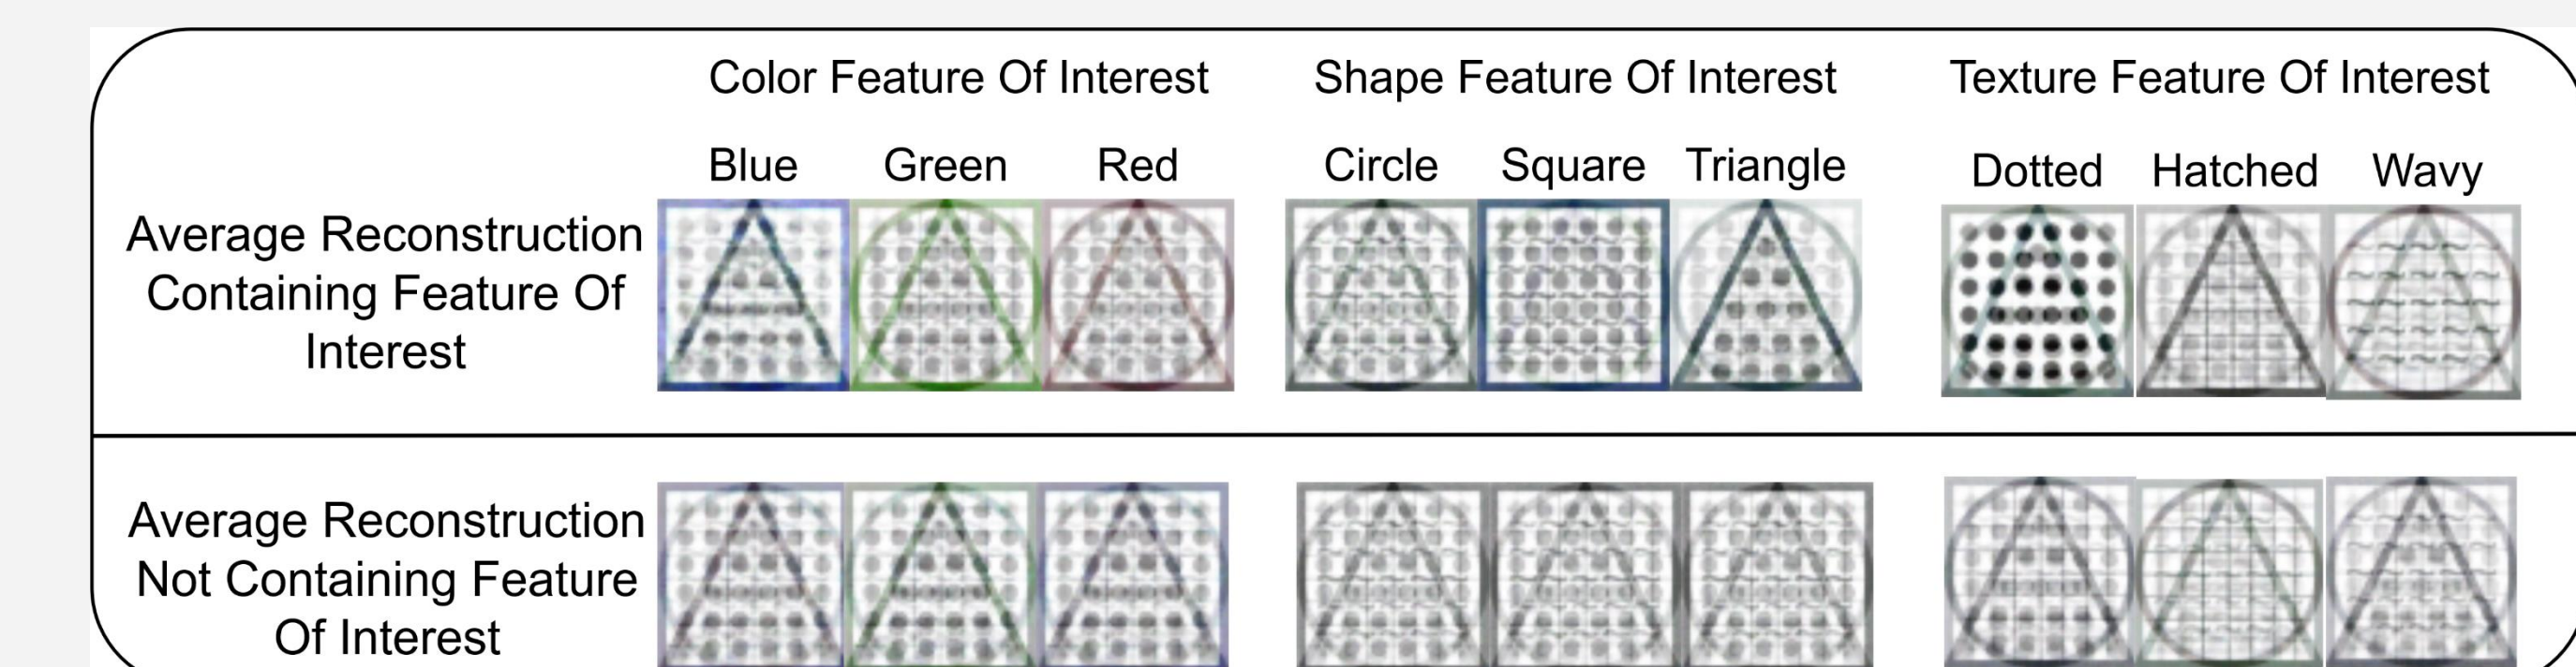 Color Feature Of Interest
Shape Feature Of Interest
Texture Feature Of Interest
Blue
Green
Red
Circle
Square
Triangle
Dotted
Hatched
Wavy
Average Reconstruction
Containing Feature Of
Interest
Average Reconstruction
Not Containing Feature
Of Interest